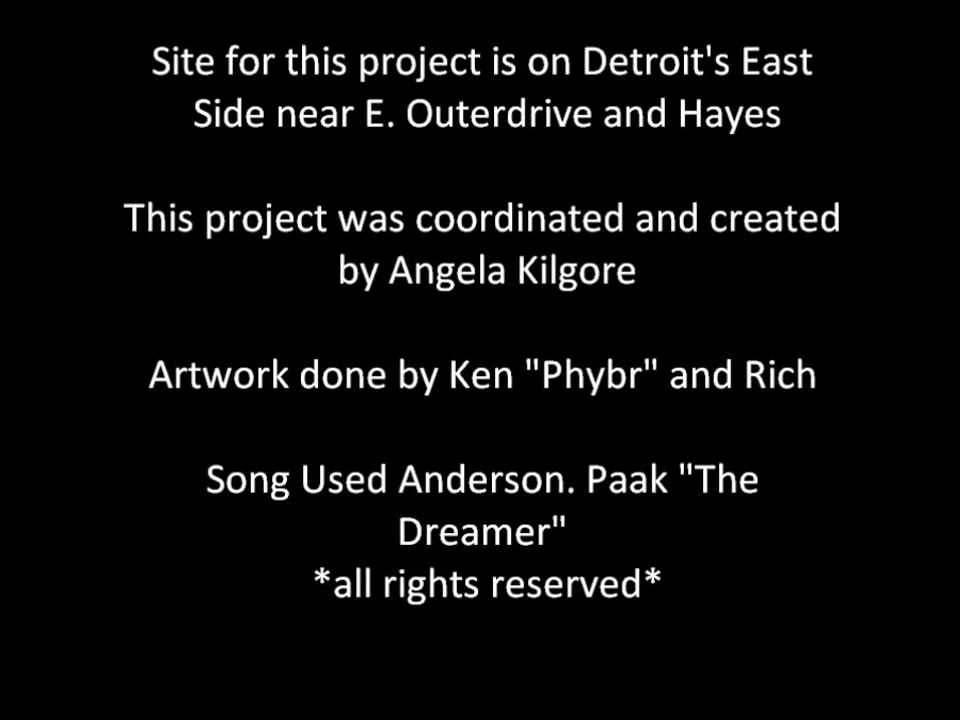 Site for this project is on Detroit's East
Side near E. Outerdrive and Hayes
This project was coordinated and created
by Angela Kilgore
Artwork done by Ken "Phybr" and Rich
Song Used Anderson. Paak "The
Dreamer"
*all rights reserved*